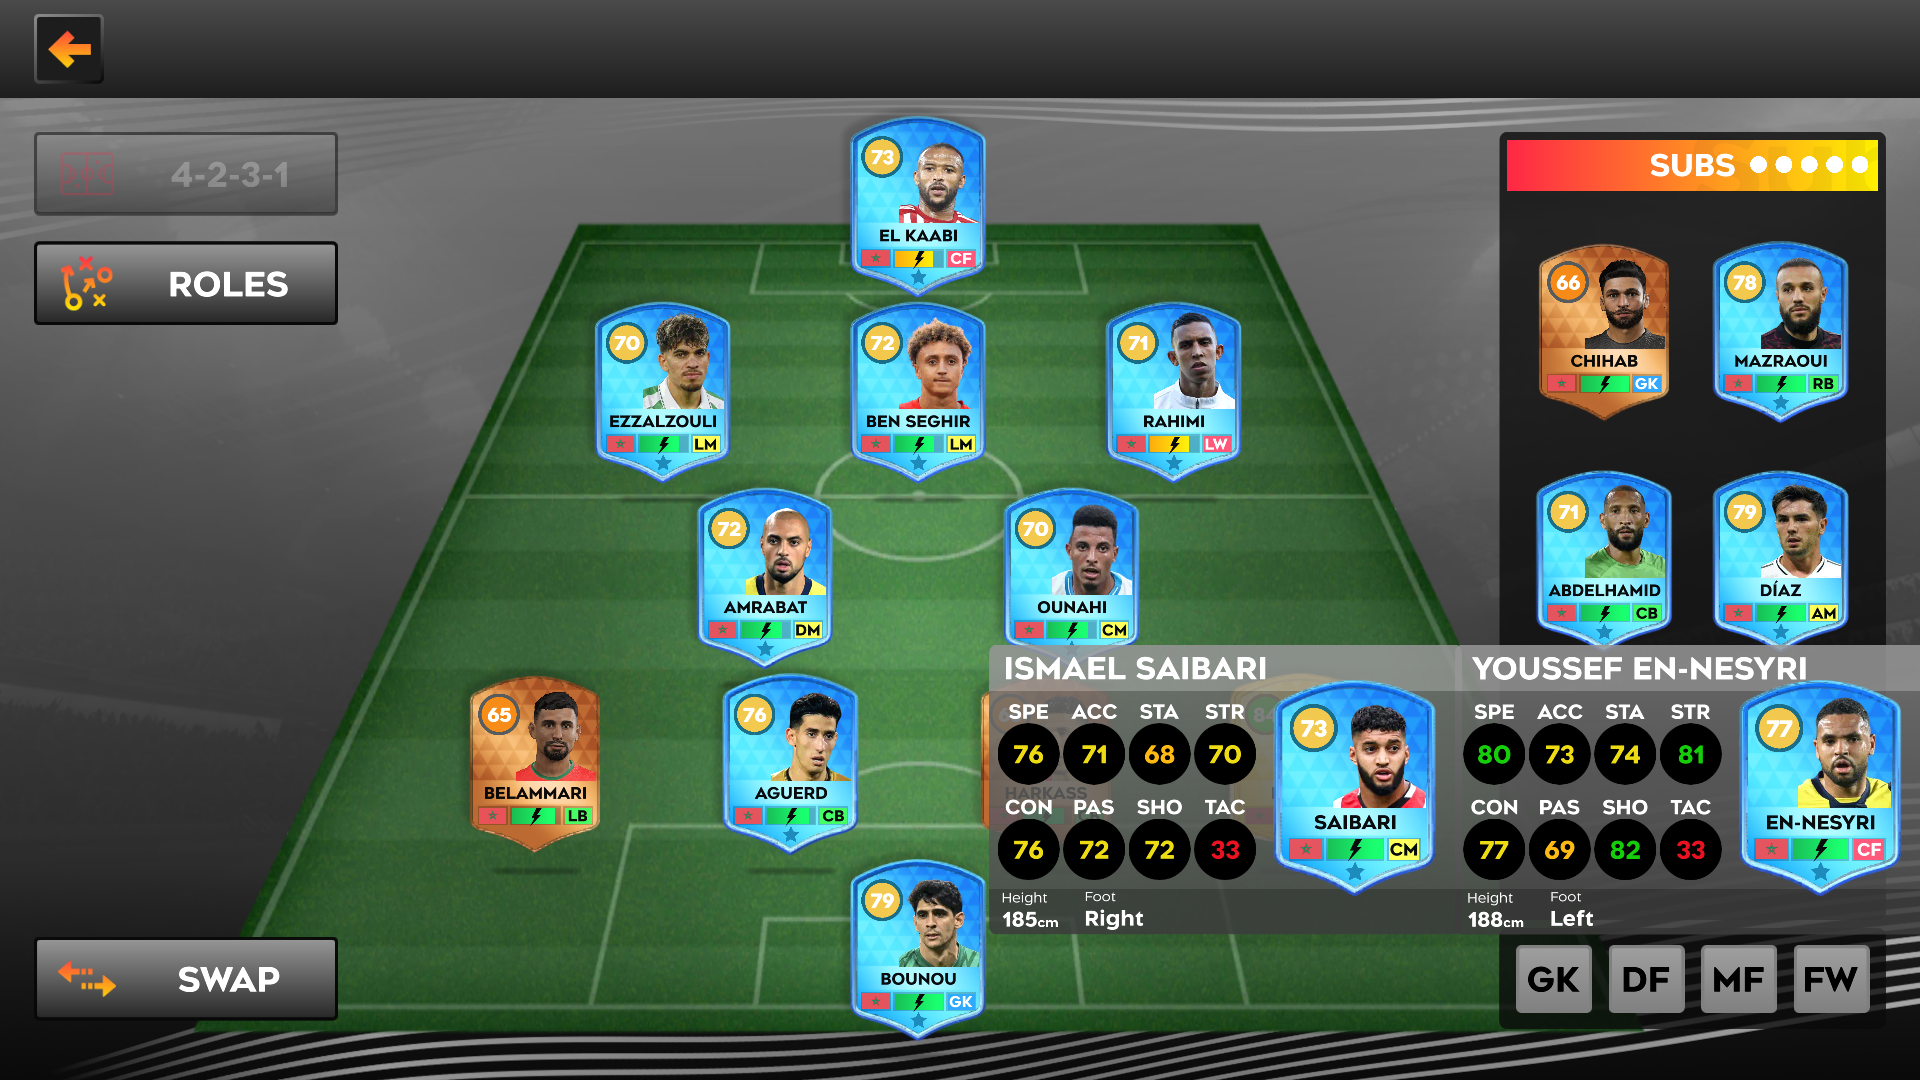 4-2-3-1
ROLES
SWAP
73
EL KAABI
CF
70
EZZALZOULI
LM
72
BEN SEGHIR
LM
71
RAHIMI
LW
72
AMRABAT
DM
70
OUNAHI
CM
65
BELAMMARI
LB
76
AGUERD
CB
HARKASS
84
79
BOUNOU
GK
SUBS
66
CHIHAB
GK
78
MAZRAOUI
RB
71
ABDELHAMID
CB
79
DÍAZ
AM
ISMAEL SAIBARI
SPE ACC STA STR
76 71 68 70
CON PAS SHO TAC
76 72 72 33
Height Foot
185cm Right
73
SAIBARI
CM
YOUSSEF EN-NESYRI
SPE ACC STA STR
80 73 74 81
CON PAS SHO TAC
77 69 82 33
Height Foot
188cm Left
77
EN-NESYRI
CF
GK DF MF FW